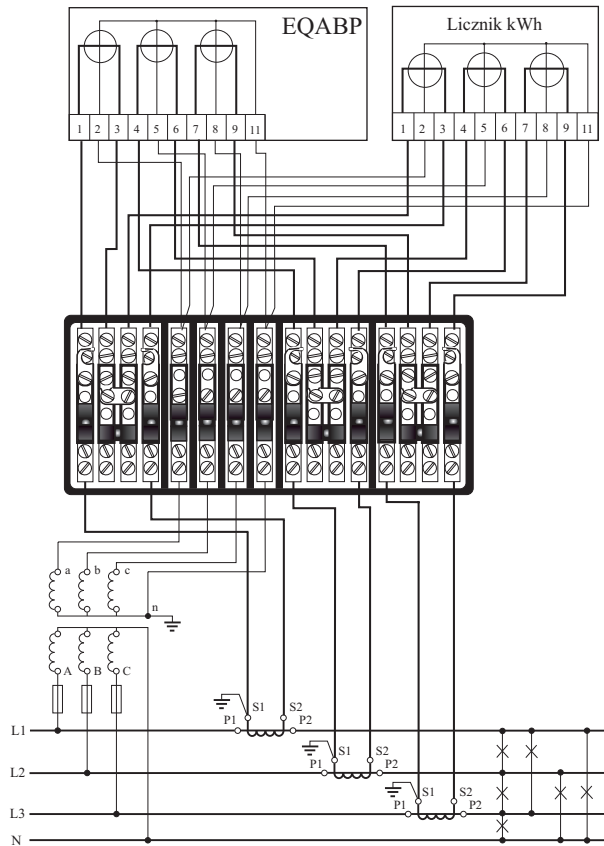 EQABP
Licznik kWh
1 2 3 4 5 6 7 8 9 11
1 2 3 4 5 6 7 8 9 11
a b c
n
A B C
S1 S2
L1 P1 P2
S1 S2
L2 P1 P2
S1 S2
L3 P1 P2
N